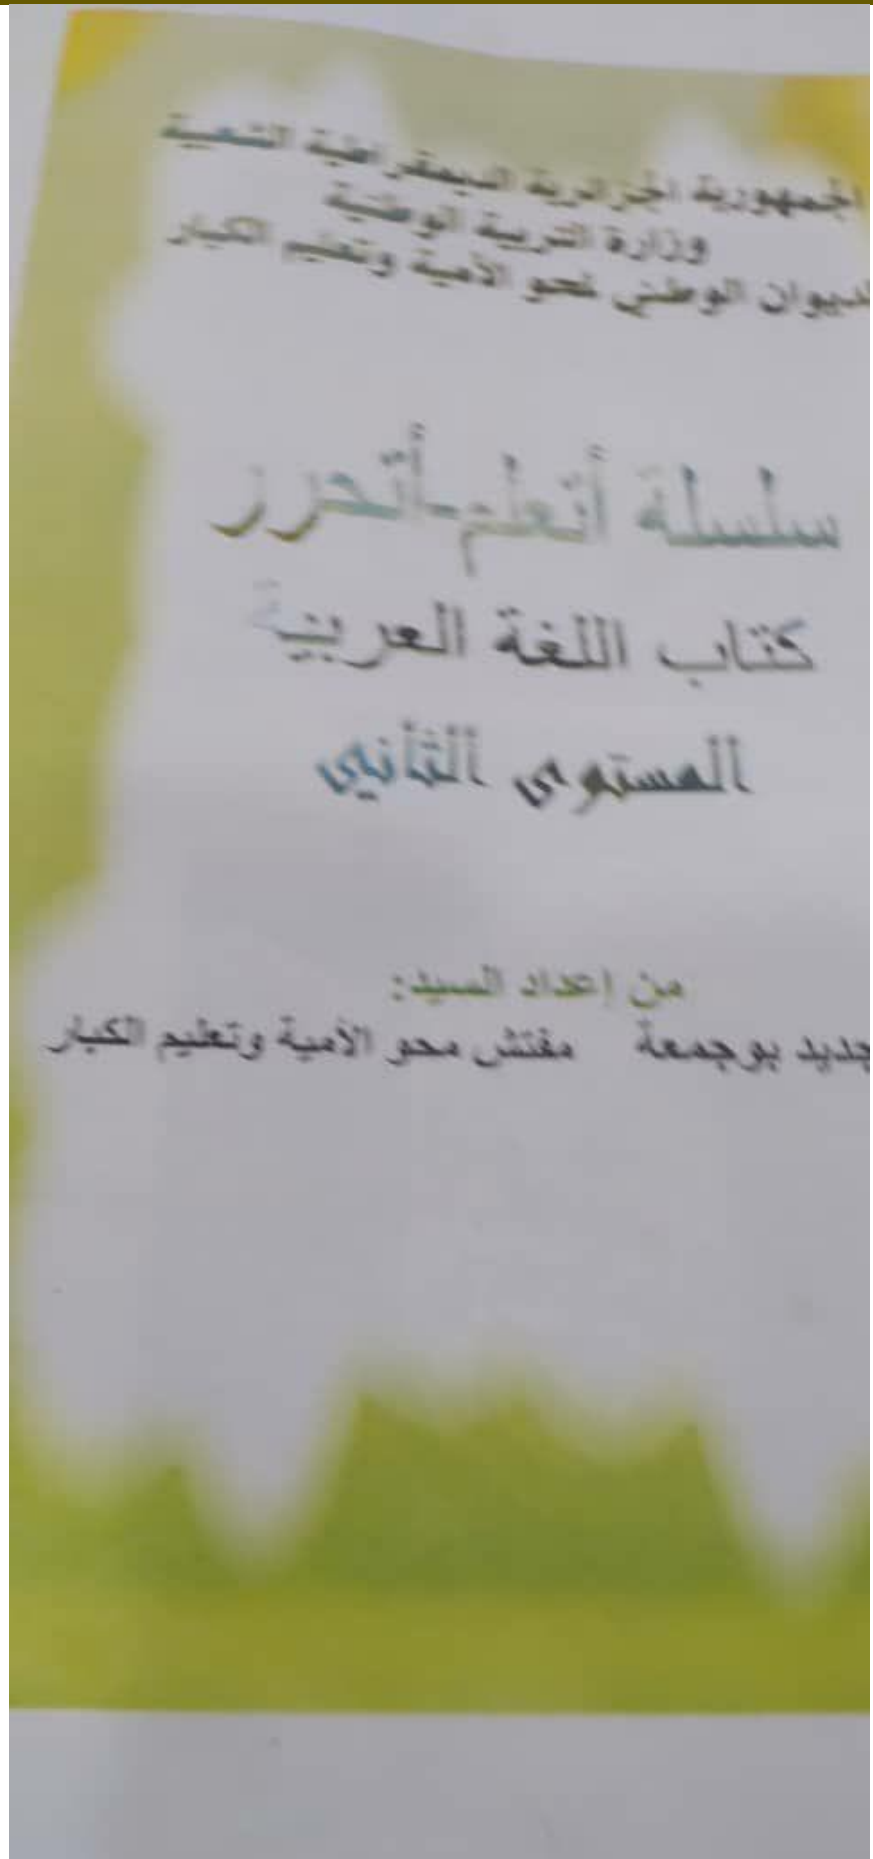 الجمهورية الجزائرية الديمقراطية الشعبية
وزارة التربية الوطنية
الديوان الوطني لمحو الأمية وتعليم الكبار
سلسلة أتعلم-أتحرر
كتاب اللغة العربية
المستوى الثاني
من إعداد السيد:
جديد بوجمعة مفتش محو الأمية وتعليم الكبار